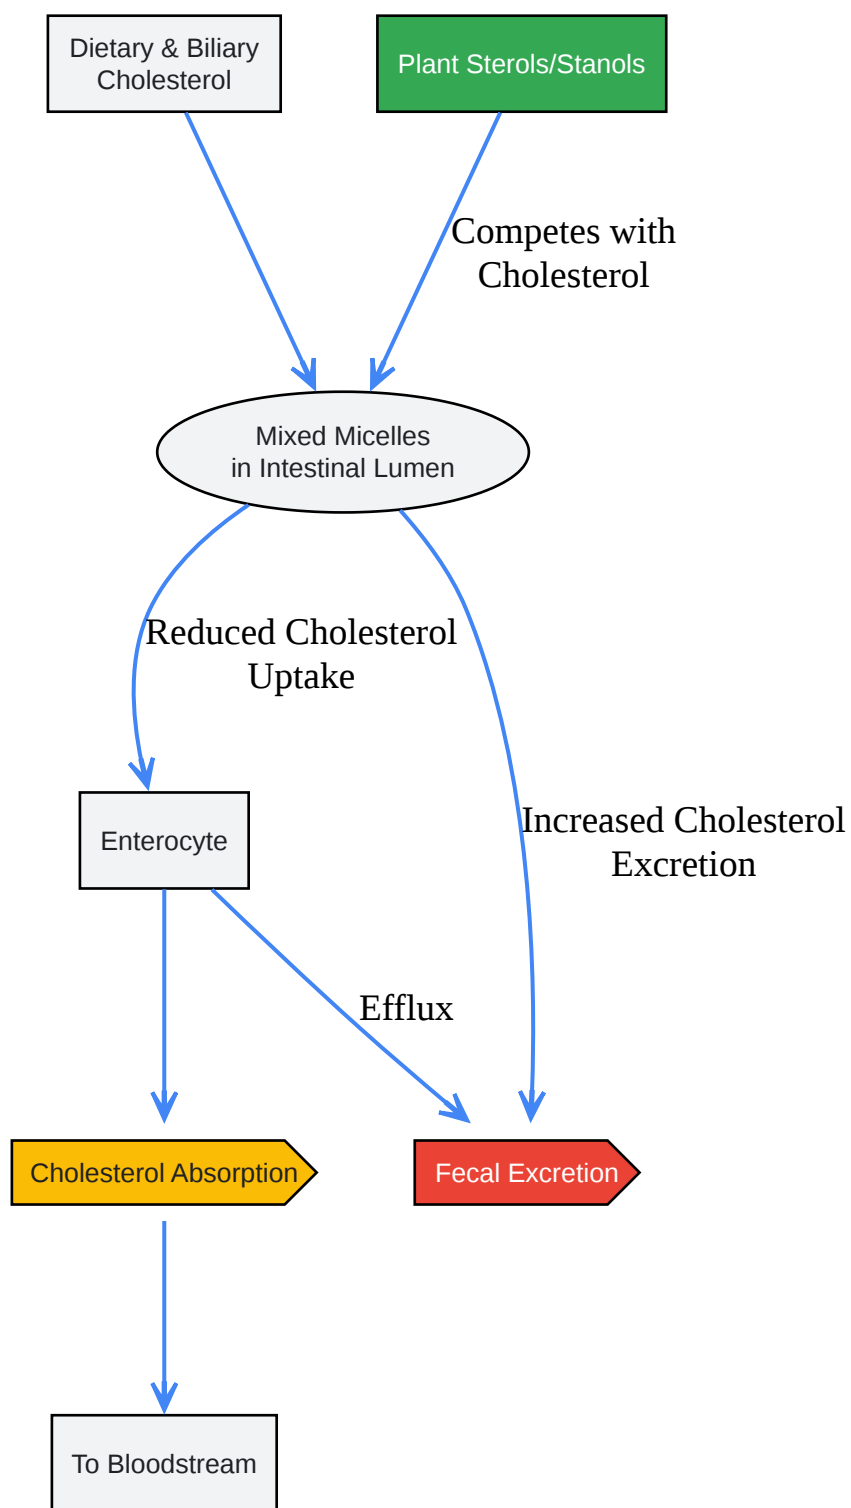 Dietary & Biliary
Cholesterol
Plant Sterols/Stanols
Competes with
Cholesterol
Mixed Micelles
in Intestinal Lumen
Reduced Cholesterol
Uptake
Increased Cholesterol
Excretion
Enterocyte
Efflux
Cholesterol Absorption
Fecal Excretion
To Bloodstream